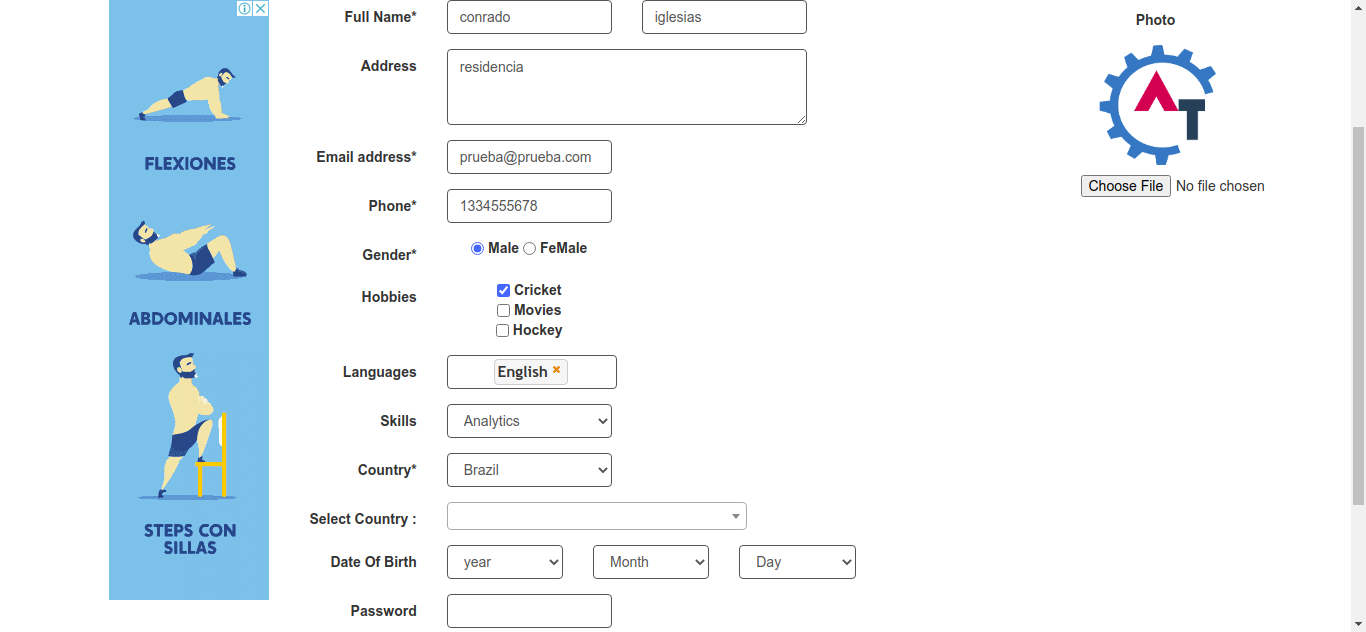 Full Name* conrado iglesias
Photo
Address residencia
AT
Email address* prueba@prueba.com
FLEXIONES
Choose File No file chosen
Phone* 1334555678
Gender* Male FeMale
Hobbies Cricket
Movies
Hockey
ABDOMINALES
Languages English
Skills Analytics
Country* Brazil
Select Country :
STEPS CON
SILLAS
Date Of Birth year Month Day
Password